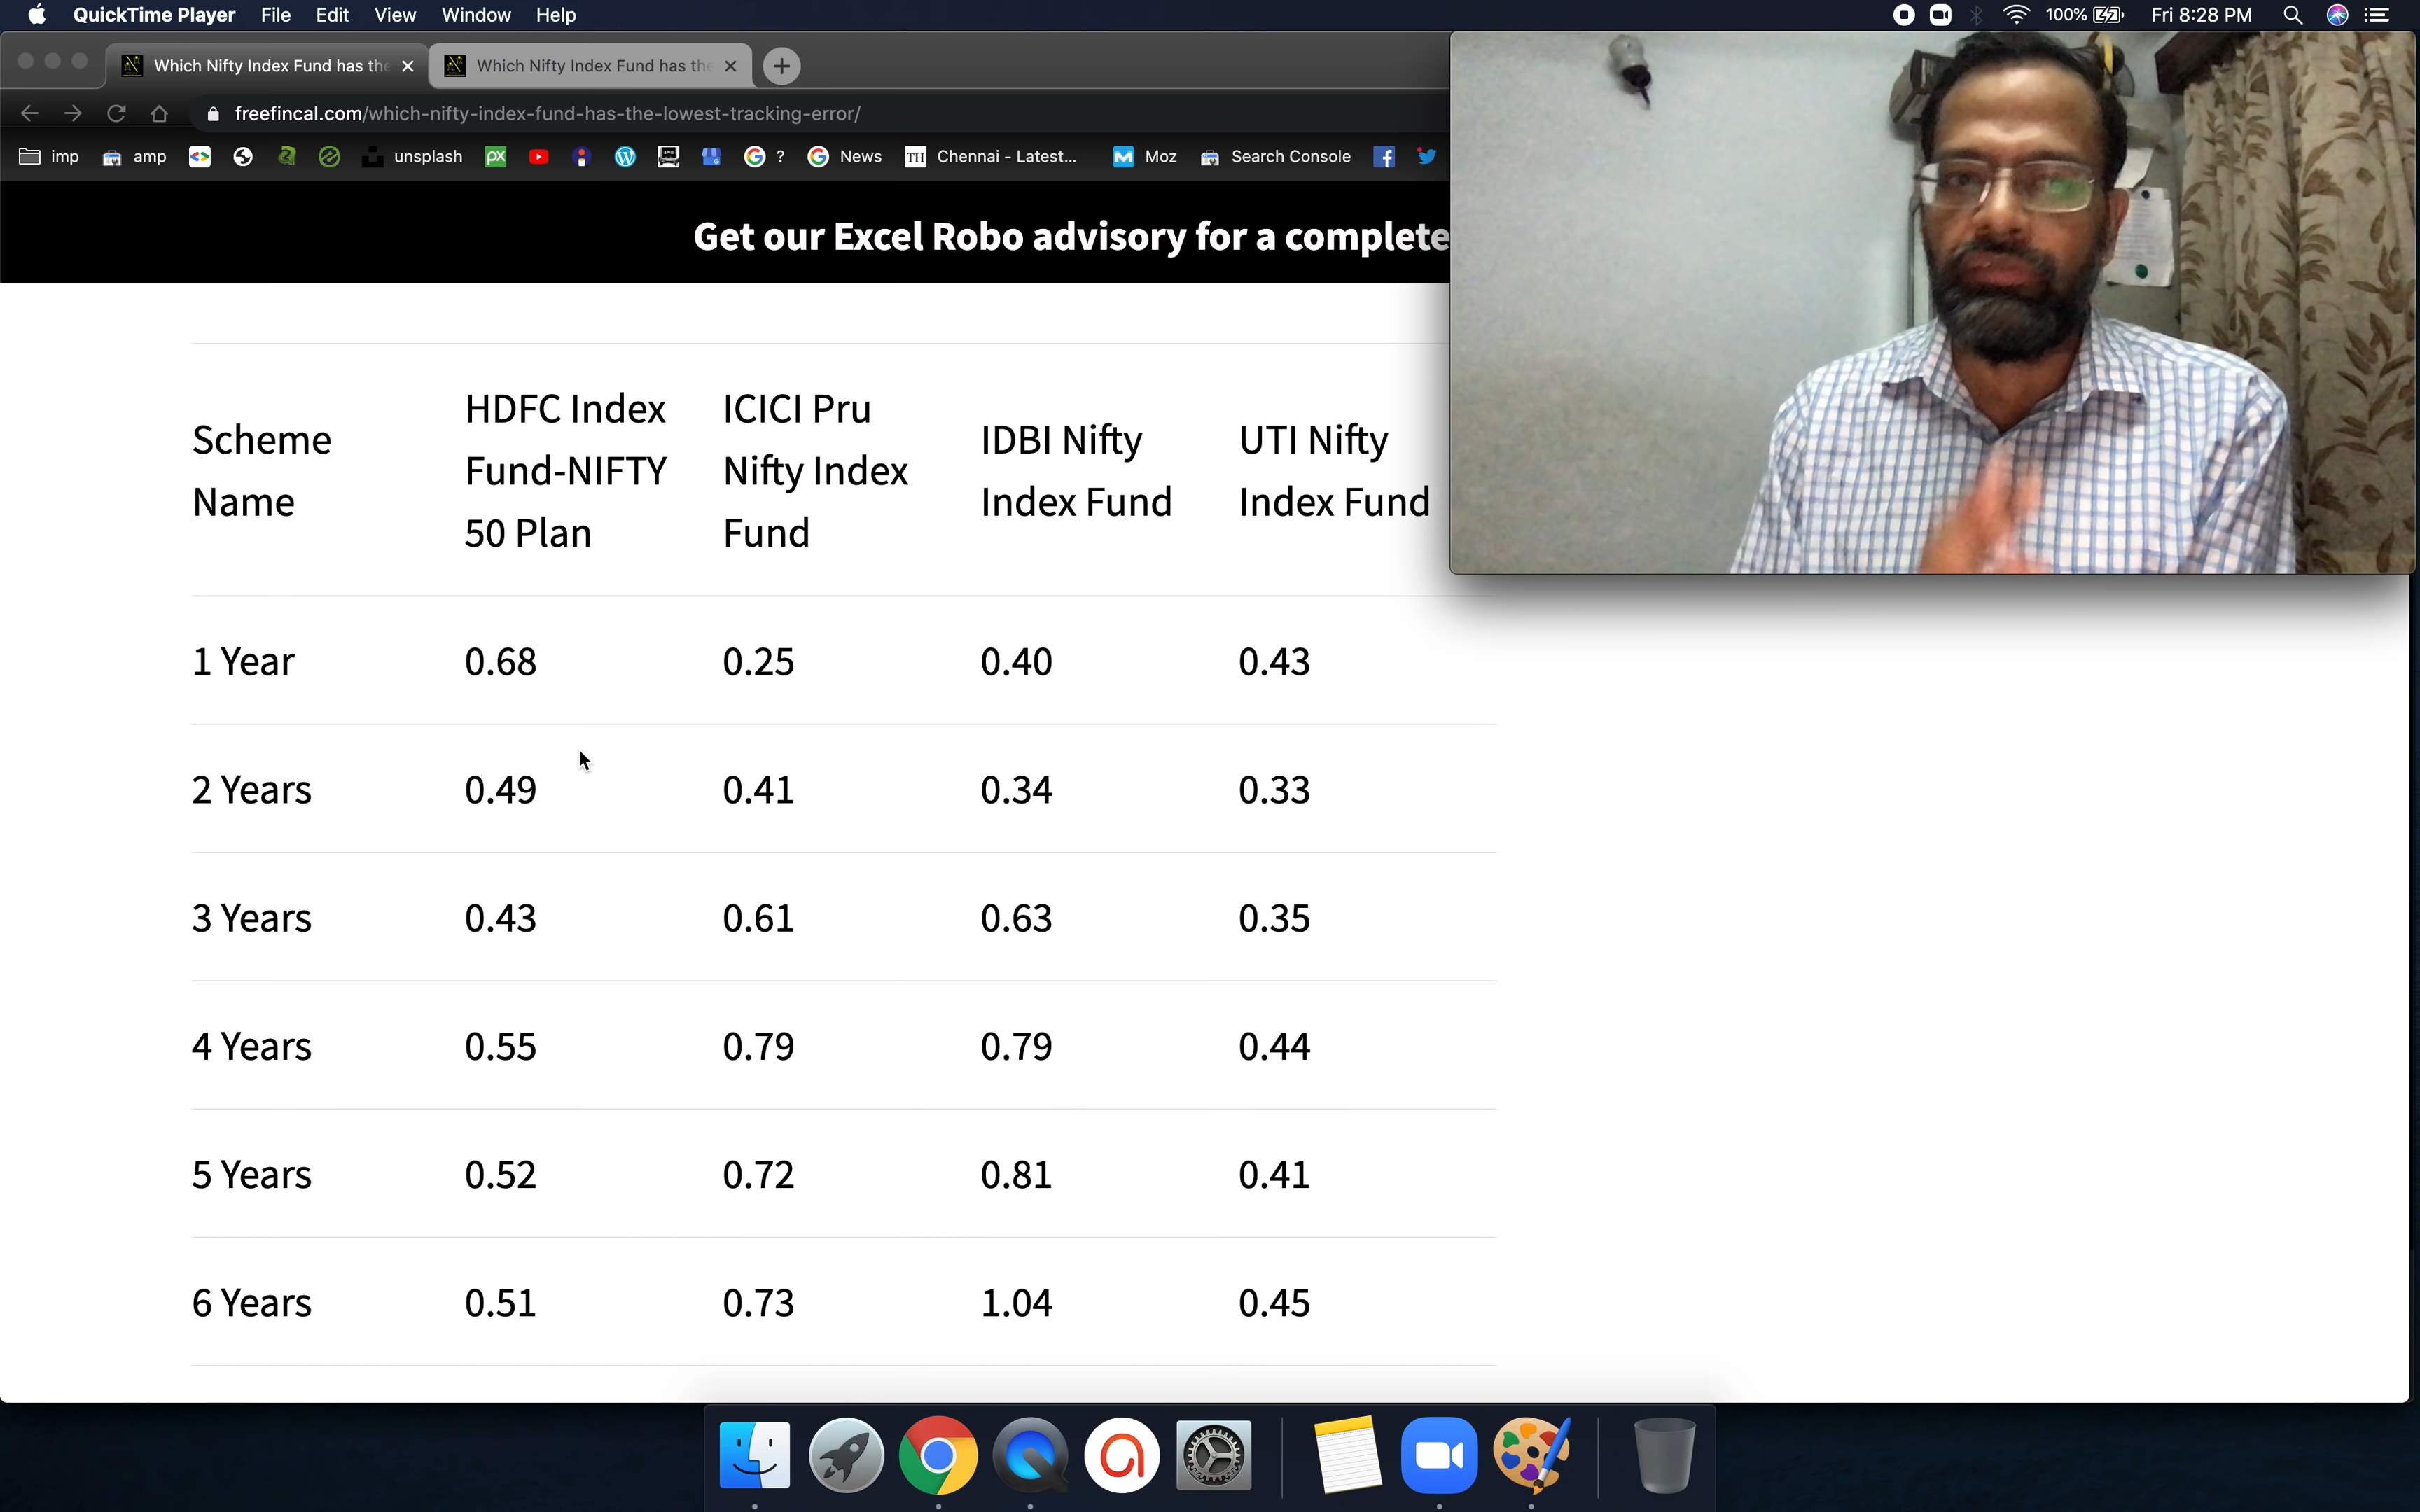 QuickTime Player File Edit View Window Help 100% Fri 8:28 PM
Which Nifty Index Fund has the Which Nifty Index Fund has the
freefincal.com/which-nifty-index-fund-has-the-lowest-tracking-error/
imp amp unsplash px G ? G News TH Chennai - Latest... M Moz Search Console
Get our Excel Robo advisory for a complete
Scheme Name HDFC Index Fund-NIFTY 50 Plan ICICI Pru Nifty Index Fund IDBI Nifty Index Fund UTI Nifty Index Fund
1 Year 0.68 0.25 0.40 0.43
2 Years 0.49 0.41 0.34 0.33
3 Years 0.43 0.61 0.63 0.35
4 Years 0.55 0.79 0.79 0.44
5 Years 0.52 0.72 0.81 0.41
6 Years 0.51 0.73 1.04 0.45